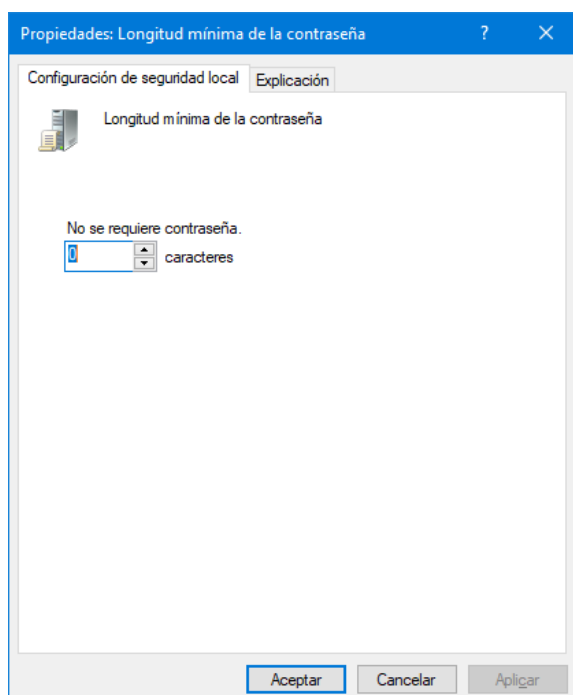 Propiedades: Longitud mínima de la contraseña ?
Configuración de seguridad local Explicación
Longitud mínima de la contraseña
No se requiere contraseña.
0 caracteres
Aceptar Cancelar Aplicar